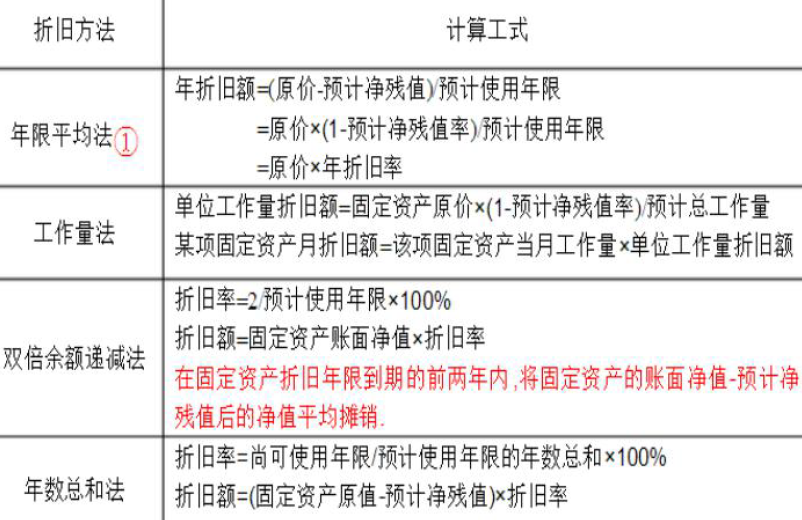 折旧方法 计算工式
年限平均法①
年折旧额=(原价-预计净残值)/预计使用年限
=原价×(1-预计净残值率)/预计使用年限
=原价×年折旧率
工作量法
单位工作量折旧额=固定资产原价×(1-预计净残值率)/预计总工作量
某项固定资产月折旧额=该项固定资产当月工作量×单位工作量折旧额
双倍余额递减法
折旧率=2/预计使用年限×100%
折旧额=固定资产账面净值×折旧率
在固定资产折旧年限到期的前两年内,将固定资产的账面净值-预计净
残值后的净值平均摊销.
年数总和法
折旧率=尚可使用年限/预计使用年限的年数总和×100%
折旧额=(固定资产原值-预计净残值)×折旧率